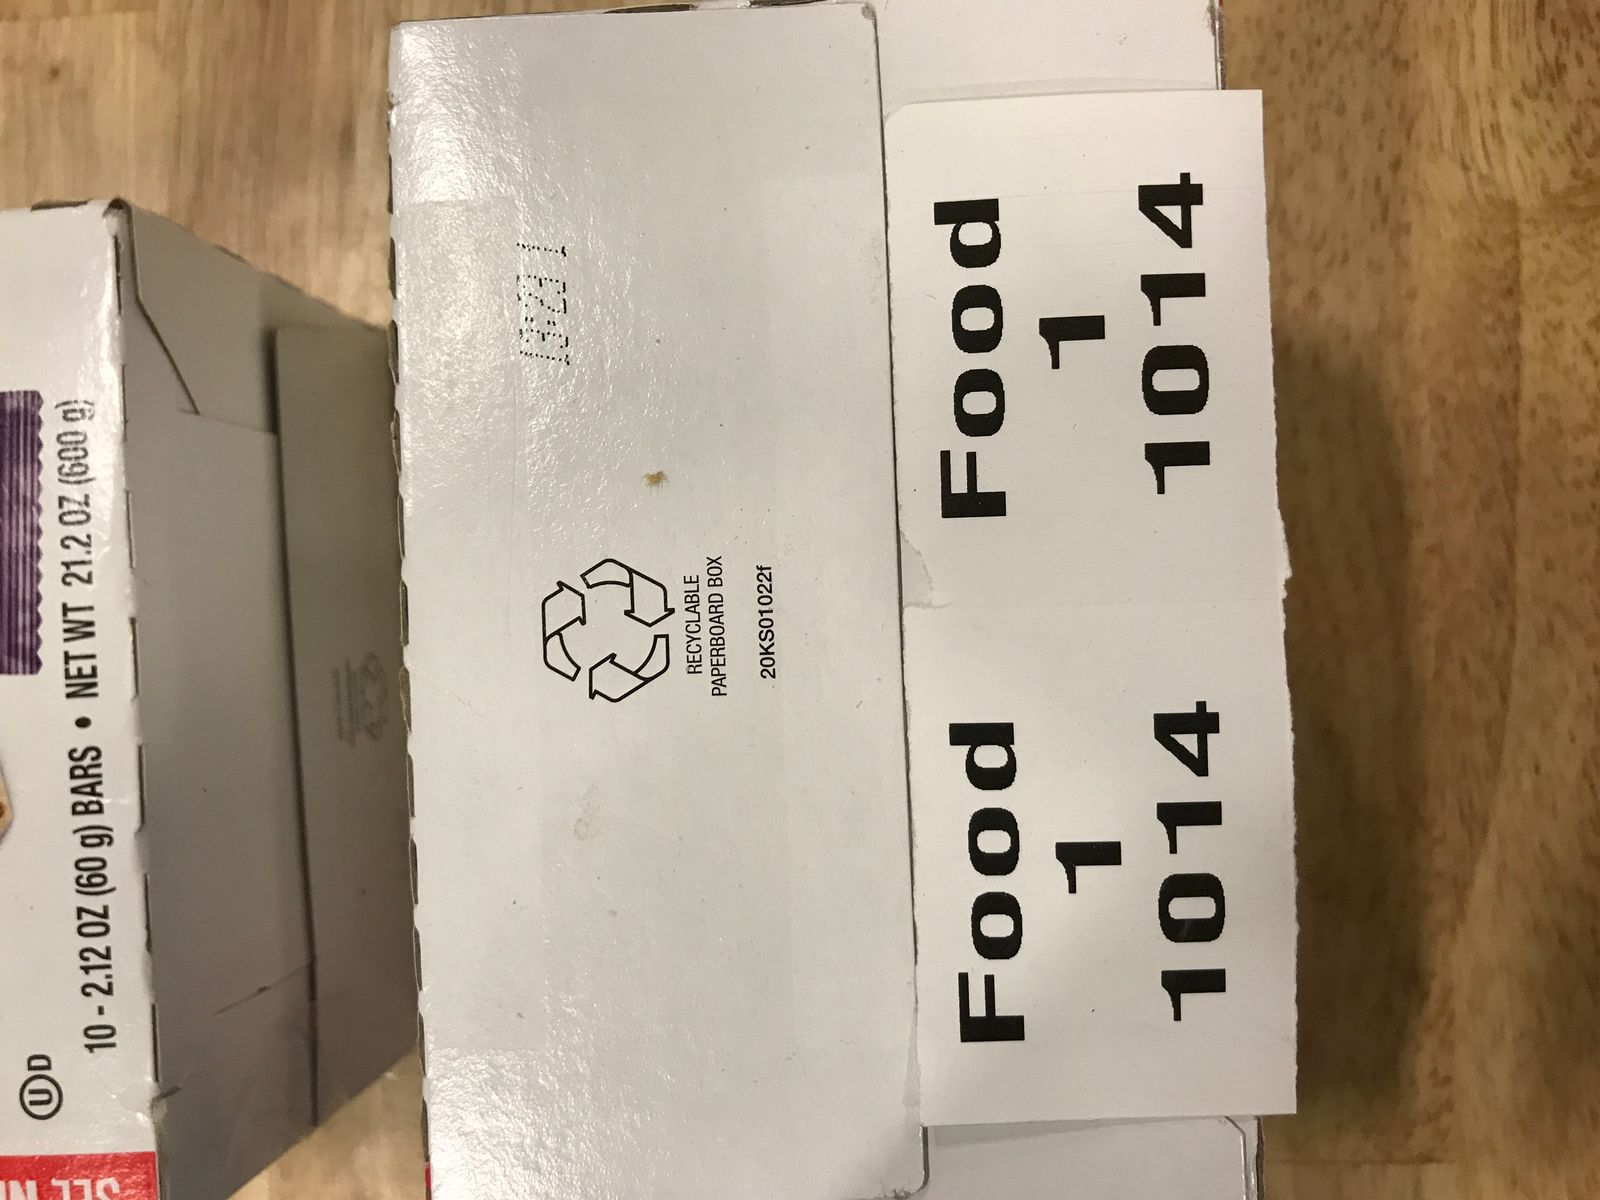 10 - 2.12 OZ (60 g) BARS • NET WT 21.2 OZ (600 g)
U D
RECYCLABLE
PAPERBOARD BOX
20KS01022f
Food
1
1014
Food
1
1014